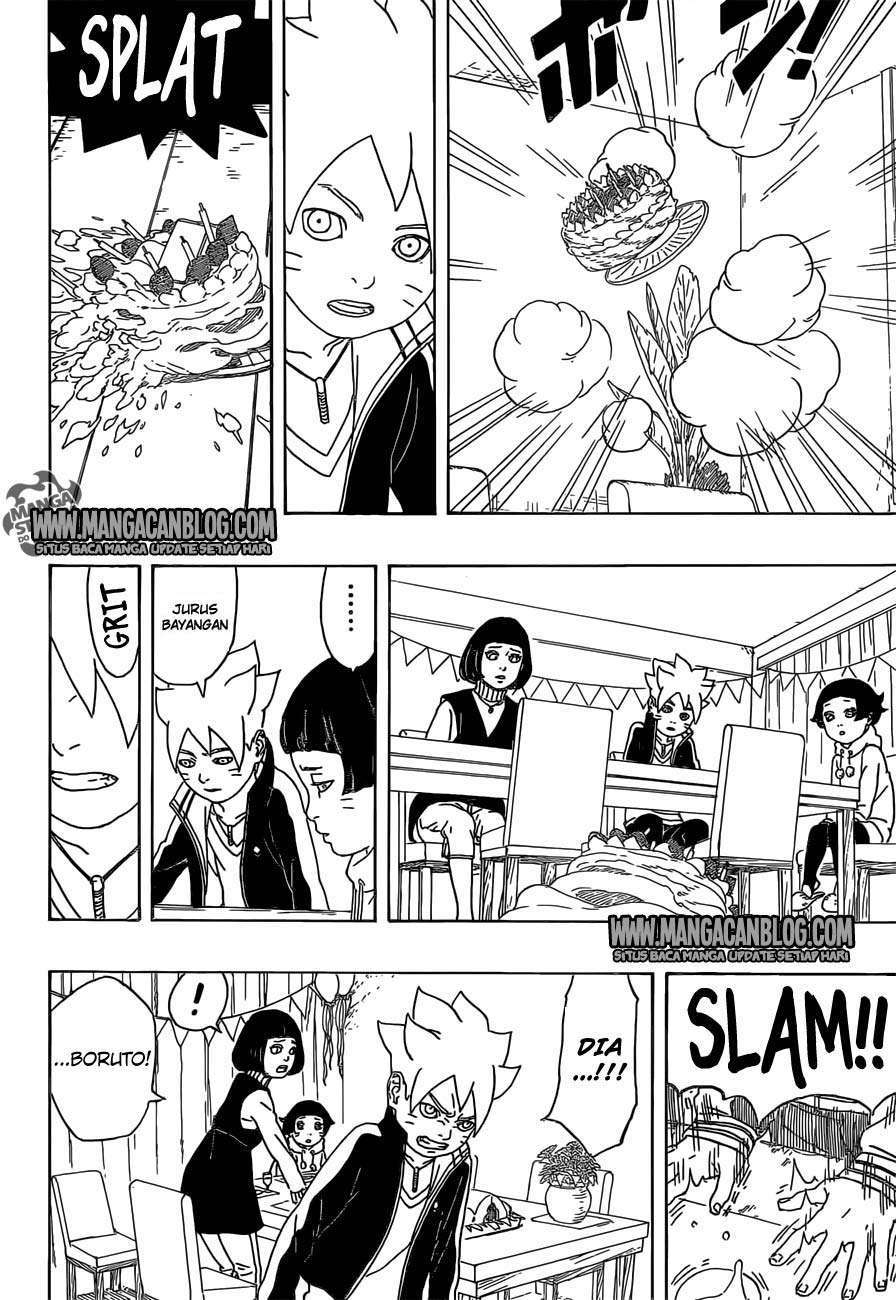 ボン!
SPLAT
MANGA
WWW.MANGACANBLOG.COM
SITUS BACA MANGA UPDATE SETIAP HARI
........
JURUS
BAYANGAN
GRIT
WWW.MANGACANBLOG.COM
SITUS BACA MANGA UPDATE SETIAP HARI
SLAM!!
DIA
...!!!
!
...BORUTO!